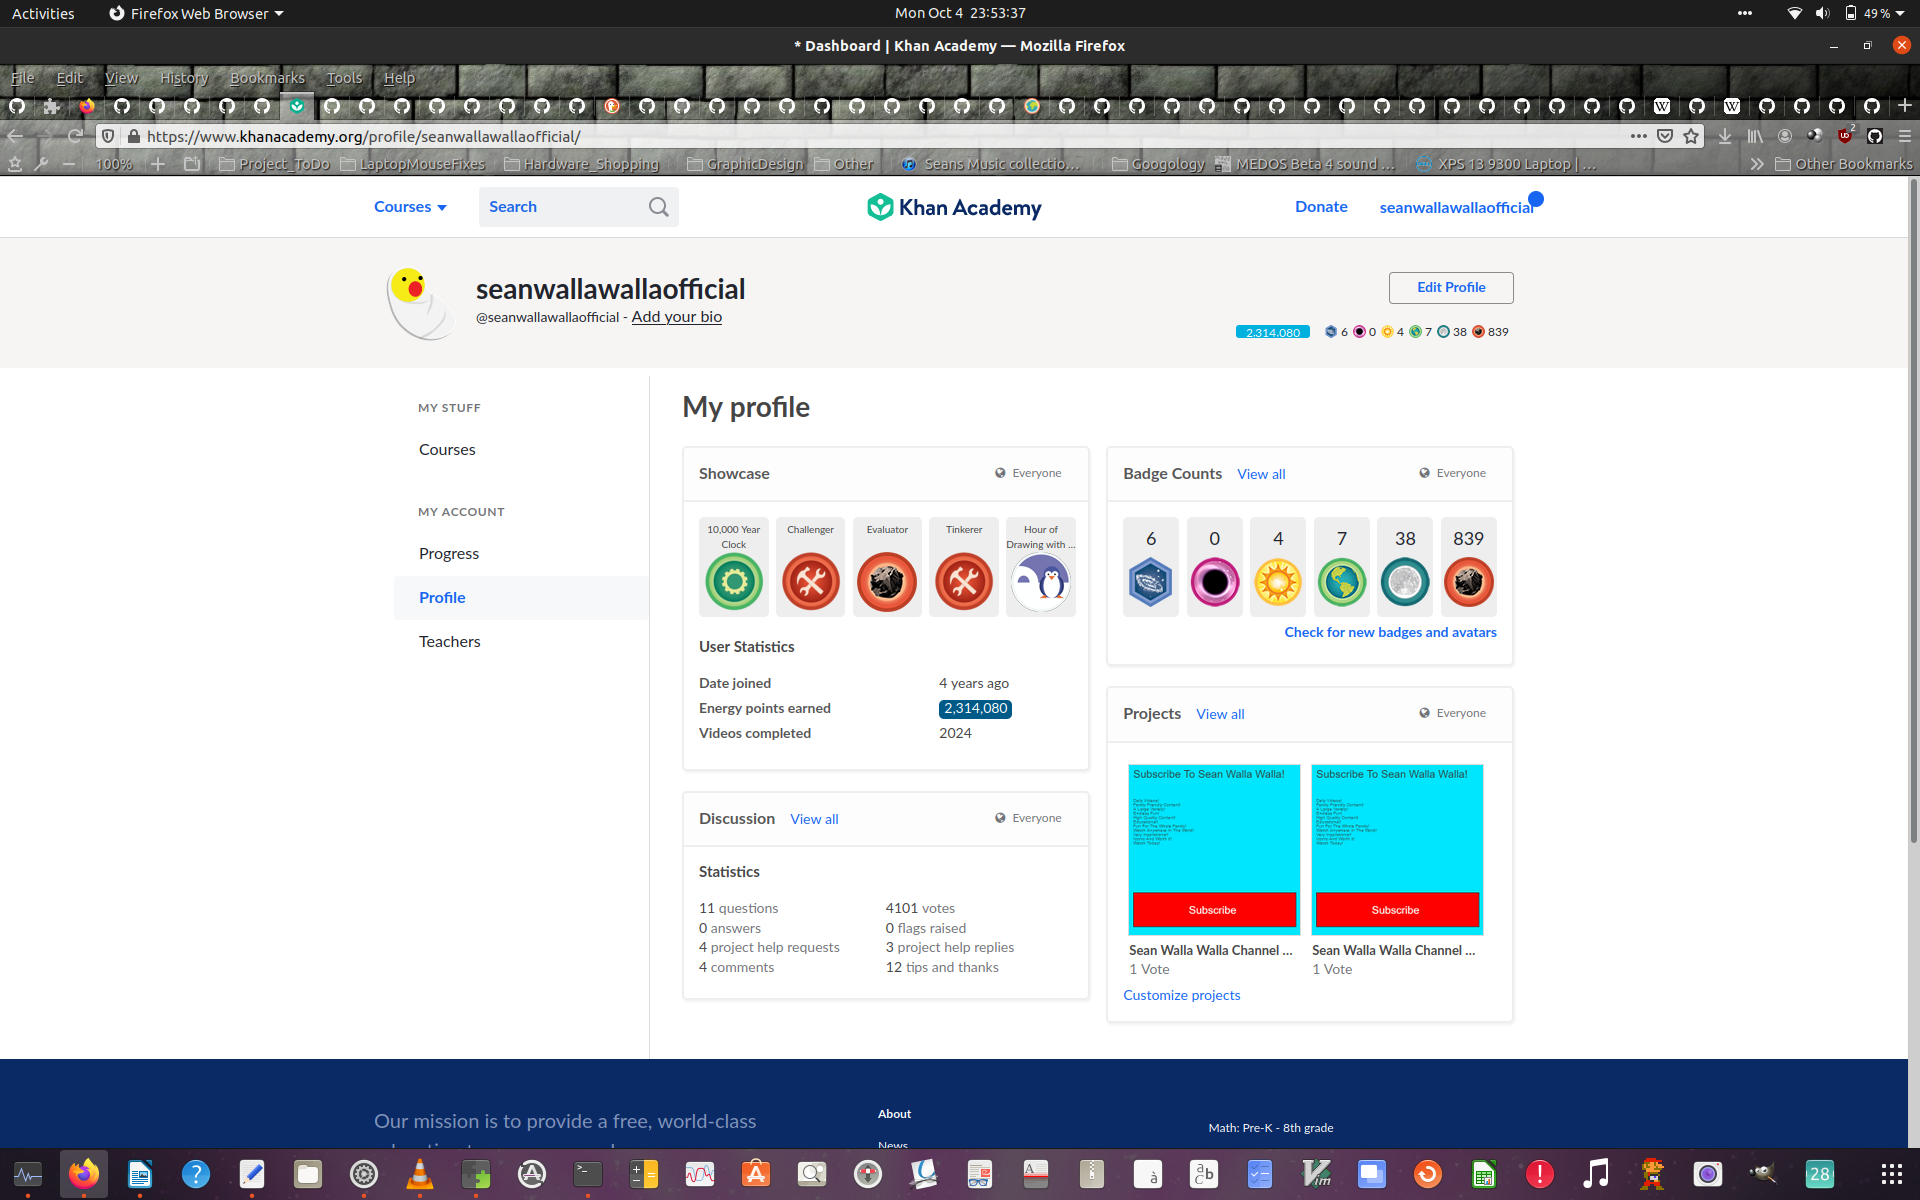 Activities
Firefox Web Browser
Mon Oct 4 23:53:37
49 %
* Dashboard | Khan Academy — Mozilla Firefox
File Edit View History Bookmarks Tools Help
https://www.khanacademy.org/profile/seanwallawallaofficial/
2
100%
Project_ToDo
LaptopMouseFixes
Hardware_Shopping
GraphicDesign
Other
Seans Music collectio...
Googology
MEDOS Beta 4 sound ...
XPS 13 9300 Laptop | ...
Other Bookmarks
Courses
Search
Khan Academy
Donate
seanwallawallaofficial
seanwallawallaofficial
@seanwallawallaofficial - Add your bio
Edit Profile
2,314,080 6 0 4 7 38 839
MY STUFF
Courses
MY ACCOUNT
Progress
Profile
Teachers
My profile
Showcase
Everyone
10,000 Year Clock
Challenger
Evaluator
Tinkerer
Hour of Drawing with ...
User Statistics
Date joined 4 years ago
Energy points earned 2,314,080
Videos completed 2024
Discussion View all
Everyone
Statistics
11 questions 4101 votes
0 answers 0 flags raised
4 project help requests 3 project help replies
4 comments 12 tips and thanks
Badge Counts View all
Everyone
6 0 4 7 38 839
Check for new badges and avatars
Projects View all
Everyone
Subscribe To Sean Walla Walla!
Subscribe
Sean Walla Walla Channel ...
1 Vote
Subscribe To Sean Walla Walla!
Subscribe
Sean Walla Walla Channel ...
1 Vote
Customize projects
Our mission is to provide a free, world-class
About
News
Math: Pre-K - 8th grade
28